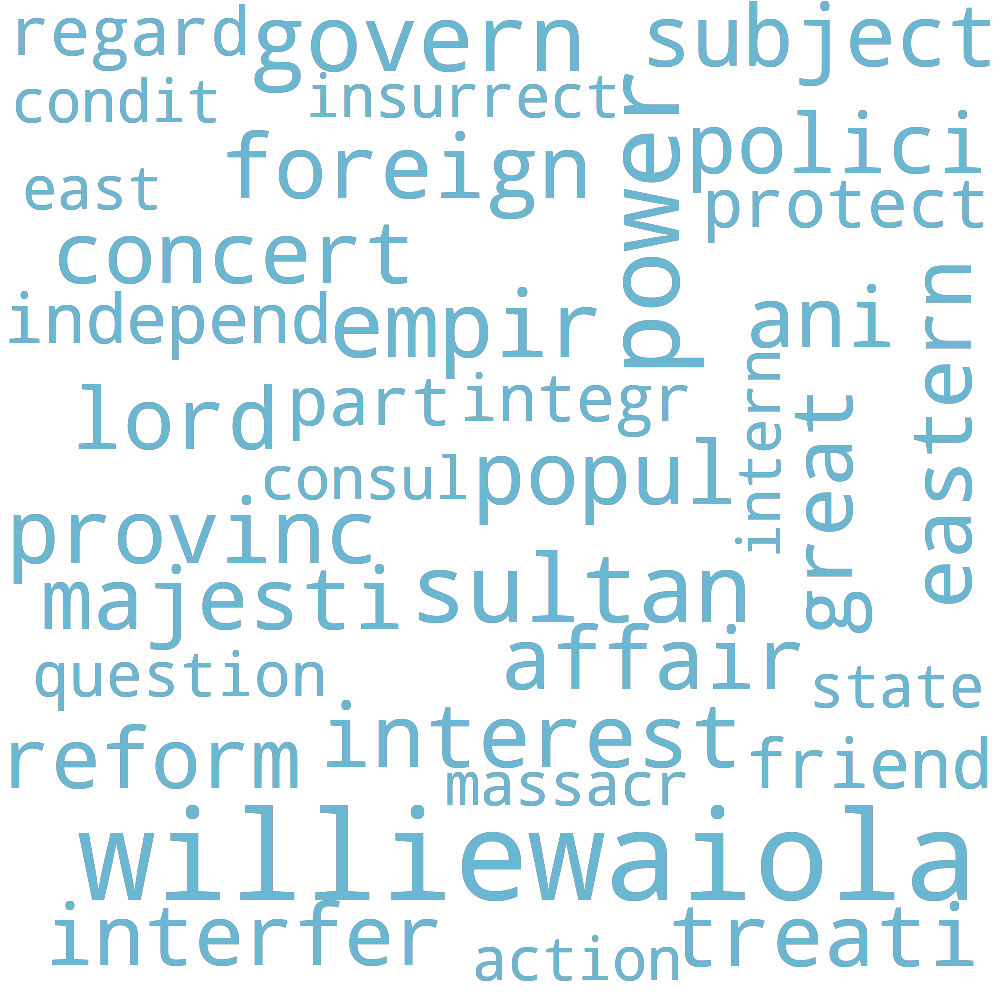 regard govern subject
condit insurrect
power
foreign polici
east protect
concert
eastern
independ empir ani
lord part integr
intern
great
consul popul
provinc
majesti sultan
affair
question state
interest
reform friend
massacr
williewaiola
interfer treati
action